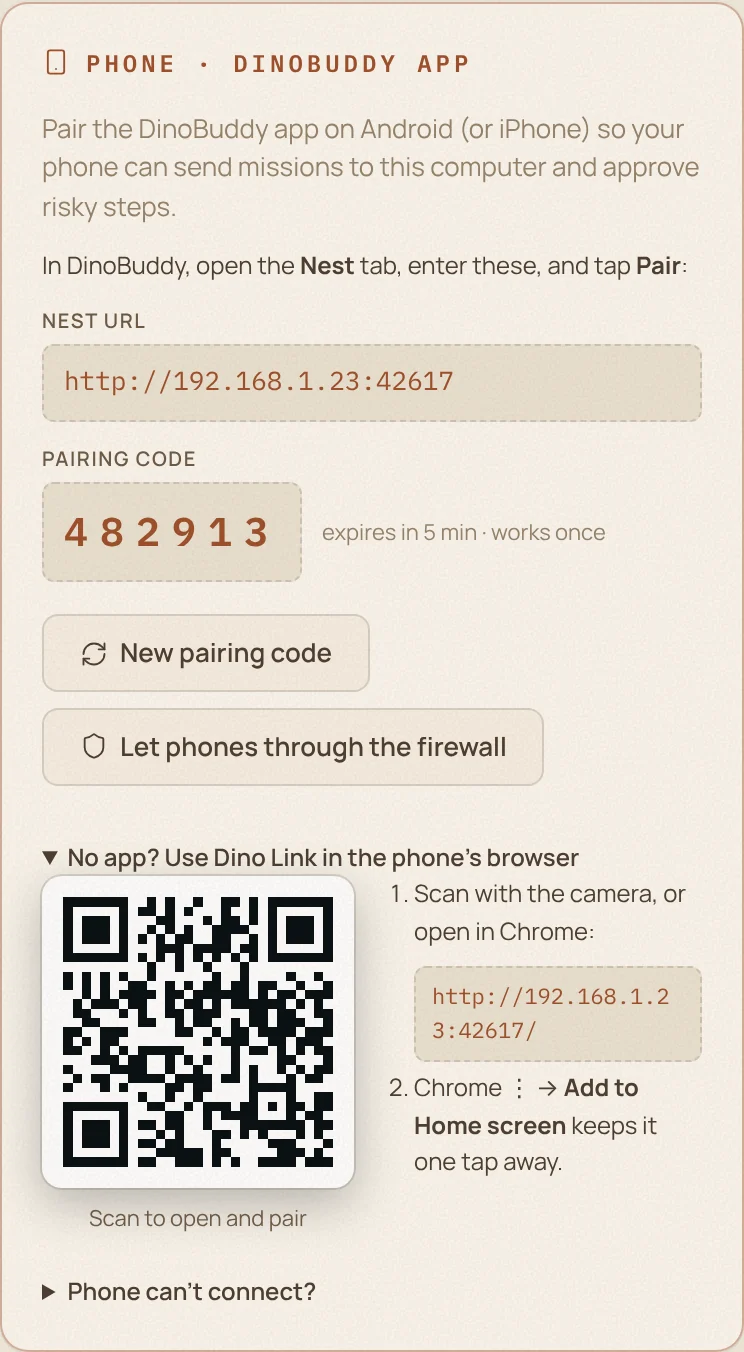 PHONE · DINOBUDDY APP
Pair the DinoBuddy app on Android (or iPhone) so your
phone can send missions to this computer and approve
risky steps.
In DinoBuddy, open the Nest tab, enter these, and tap Pair:
NEST URL
http://192.168.1.23:42617
PAIRING CODE
482913
expires in 5 min · works once
New pairing code
Let phones through the firewall
▼ No app? Use Dino Link in the phone’s browser
1. Scan with the camera, or
open in Chrome:
http://192.168.1.2
3:42617/
2. Chrome ⋮ → Add to
Home screen keeps it
one tap away.
Scan to open and pair
▶ Phone can’t connect?